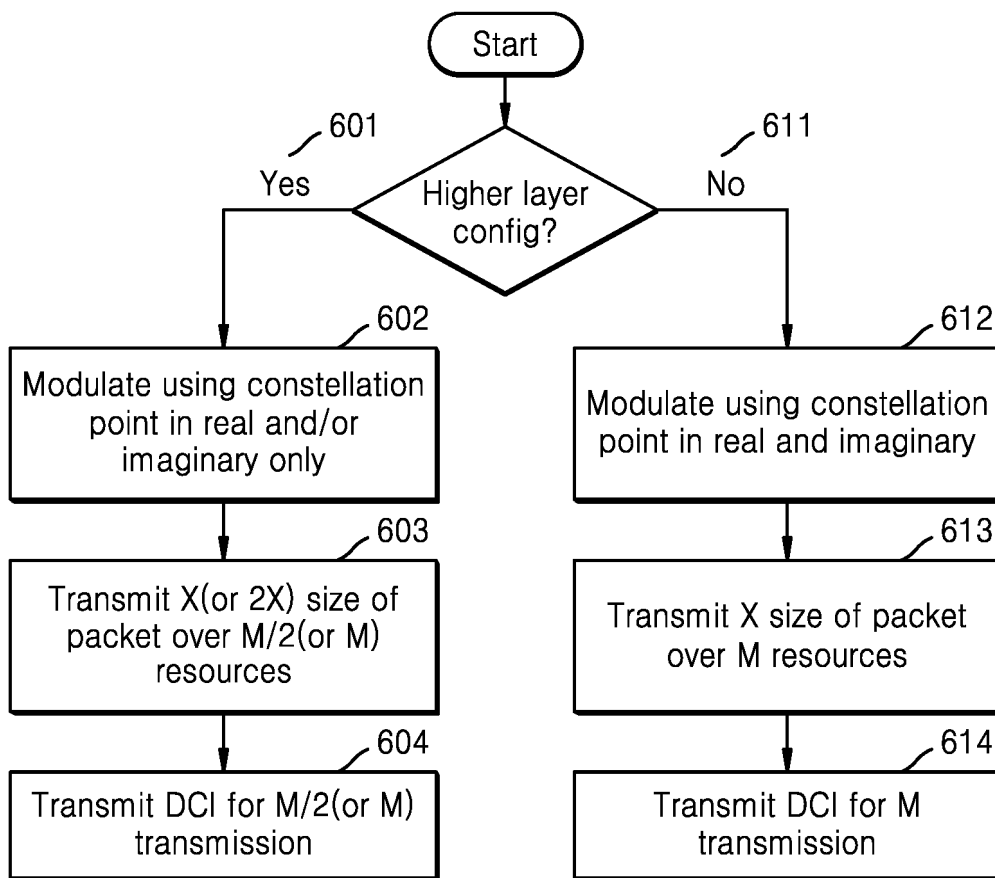 Start
601
Yes
611
No
Higher layer
config?
602
Modulate using constellation
point in real and/or
imaginary only
612
Modulate using constellation
point in real and imaginary
603
Transmit X(or 2X) size of
packet over M/2(or M)
resources
613
Transmit X size of packet
over M resources
604
Transmit DCI for M/2(or M)
transmission
614
Transmit DCI for M
transmission